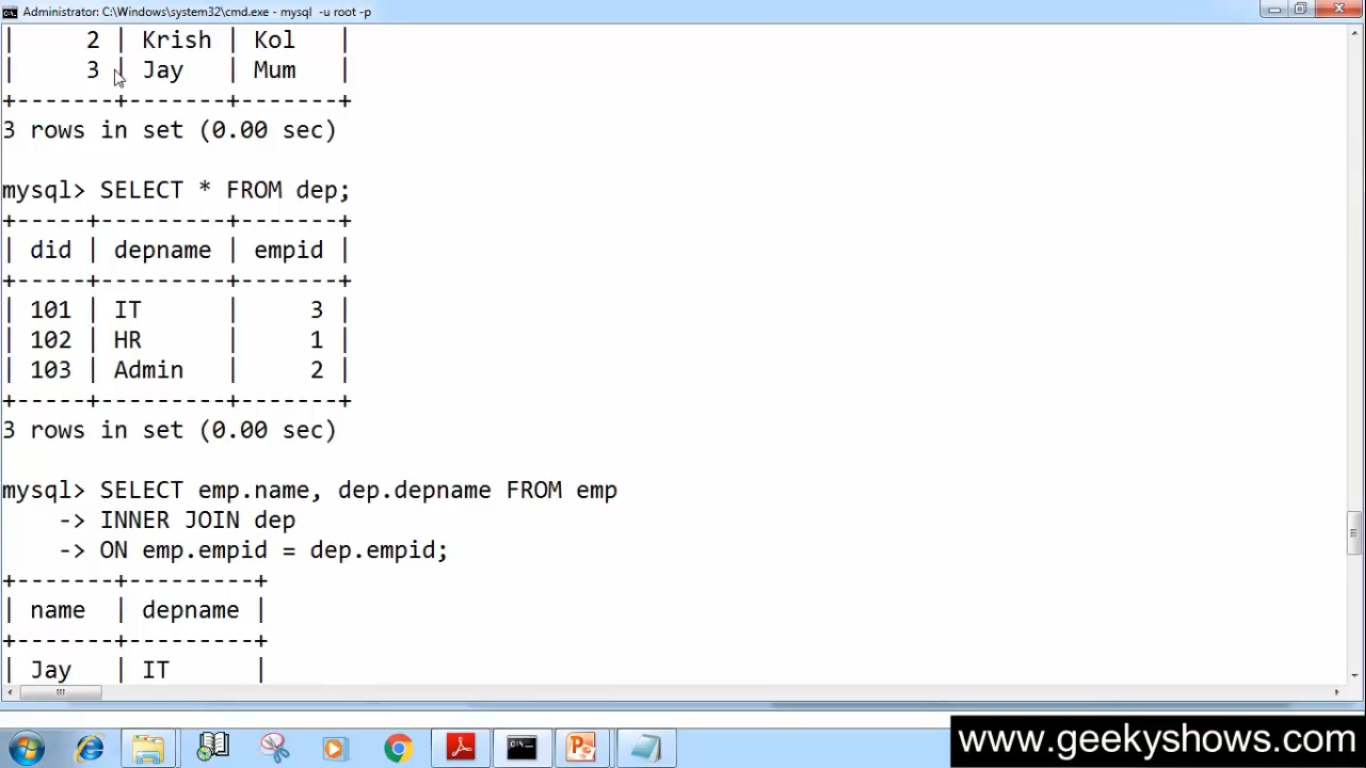 Administrator: C:\Windows\system32\cmd.exe - mysql  -u root -p
|     2 | Krish | Kol   |
|     3 | Jay   | Mum   |
+-------+-------+-------+
3 rows in set (0.00 sec)
mysql> SELECT * FROM dep;
+-----+---------+-------+
| did | depname | empid |
+-----+---------+-------+
| 101 | IT      |     3 |
| 102 | HR      |     1 |
| 103 | Admin   |     2 |
+-----+---------+-------+
3 rows in set (0.00 sec)
mysql> SELECT emp.name, dep.depname FROM emp
    -> INNER JOIN dep
    -> ON emp.empid = dep.empid;
+-------+---------+
| name  | depname |
+-------+---------+
| Jay   | IT      |
www.geekyshows.com